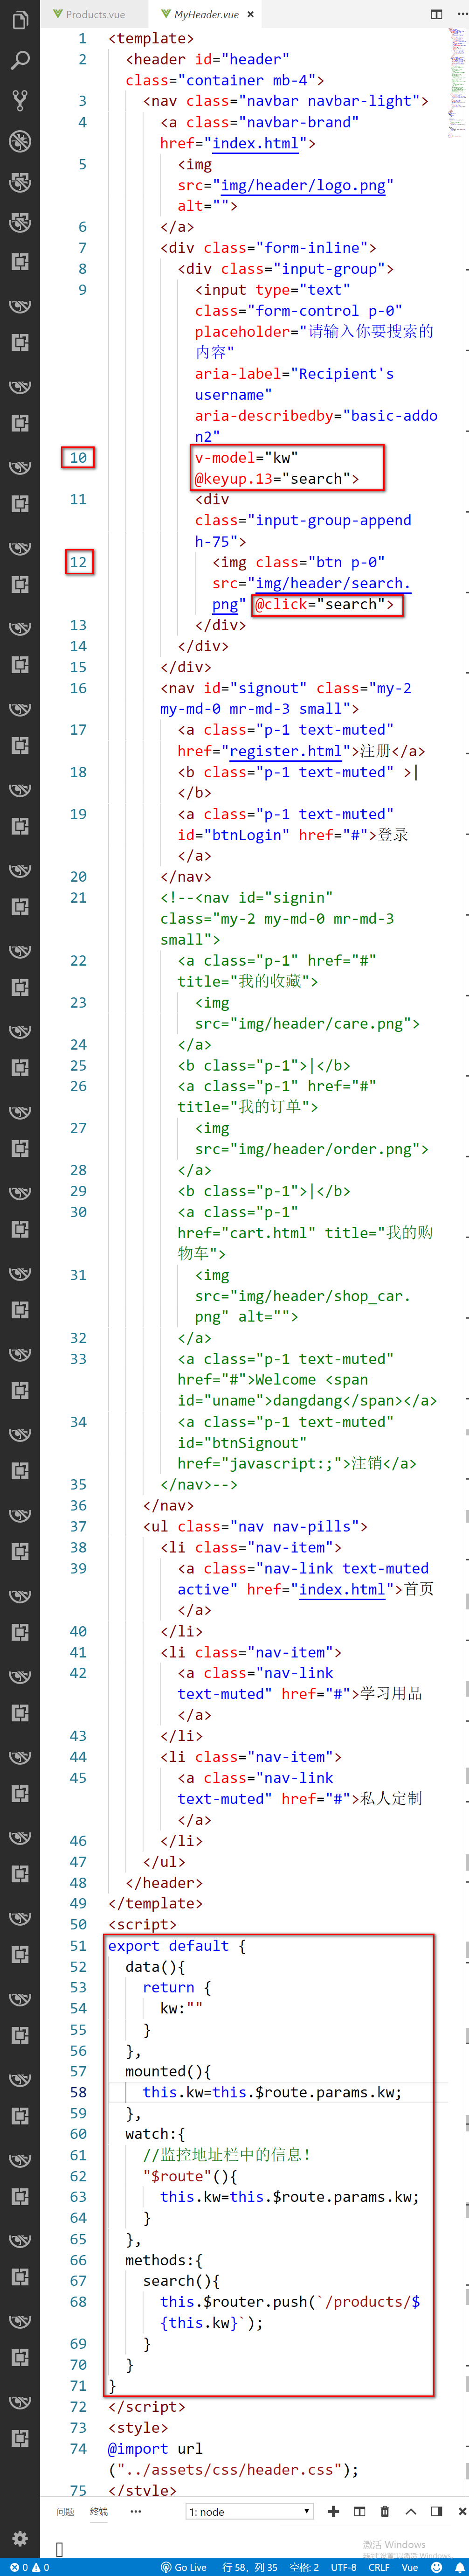 Products.vue
MyHeader.vue ×
1 <template>
2 <header id="header"
class="container mb-4">
3 <nav class="navbar navbar-light">
4 <a class="navbar-brand"
href="index.html">
5 <img
src="img/header/logo.png"
alt="">
6 </a>
7 <div class="form-inline">
8 <div class="input-group">
9 <input type="text"
class="form-control p-0"
placeholder="请输入你要搜索的
内容"
aria-label="Recipient's
username"
aria-describedby="basic-addo
n2"
10 v-model="kw"
@keyup.13="search">
11 <div
class="input-group-append
h-75">
12 <img class="btn p-0"
src="img/header/search.
png" @click="search">
13 </div>
14 </div>
15 </div>
16 <nav id="signout" class="my-2
my-md-0 mr-md-3 small">
17 <a class="p-1 text-muted"
href="register.html">注册</a>
18 <b class="p-1 text-muted" >|
</b>
19 <a class="p-1 text-muted"
id="btnLogin" href="#">登录
</a>
20 </nav>
21 <!--<nav id="signin"
class="my-2 my-md-0 mr-md-3
small">
22 <a class="p-1" href="#"
title="我的收藏">
23 <img
src="img/header/care.png">
24 </a>
25 <b class="p-1">|</b>
26 <a class="p-1" href="#"
title="我的订单">
27 <img
src="img/header/order.png">
28 </a>
29 <b class="p-1">|</b>
30 <a class="p-1"
href="cart.html" title="我的购
物车">
31 <img
src="img/header/shop_car.
png" alt="">
32 </a>
33 <a class="p-1 text-muted"
href="#">Welcome <span
id="uname">dangdang</span></a>
34 <a class="p-1 text-muted"
id="btnSignout"
href="javascript:;">注销</a>
35 </nav>-->
36 </nav>
37 <ul class="nav nav-pills">
38 <li class="nav-item">
39 <a class="nav-link text-muted
active" href="index.html">首页
</a>
40 </li>
41 <li class="nav-item">
42 <a class="nav-link
text-muted" href="#">学习用品
</a>
43 </li>
44 <li class="nav-item">
45 <a class="nav-link
text-muted" href="#">私人定制
</a>
46 </li>
47 </ul>
48 </header>
49 </template>
50 <script>
51 export default {
52 data(){
53 return {
54 kw:""
55 }
56 },
57 mounted(){
58 this.kw=this.$route.params.kw;
59 },
60 watch:{
61 //监控地址栏中的信息!
62 "$route"(){
63 this.kw=this.$route.params.kw;
64 }
65 },
66 methods:{
67 search(){
68 this.$router.push(`/products/$
{this.kw}`);
69 }
70 }
71 }
72 </script>
73 <style>
74 @import url
("../assets/css/header.css");
75 </style>
问题 终端 ··· 1: node
激活 Windows
转到"设置"以激活 Windows。
0 0 Go Live 行 58，列 35 空格: 2 UTF-8 CRLF Vue